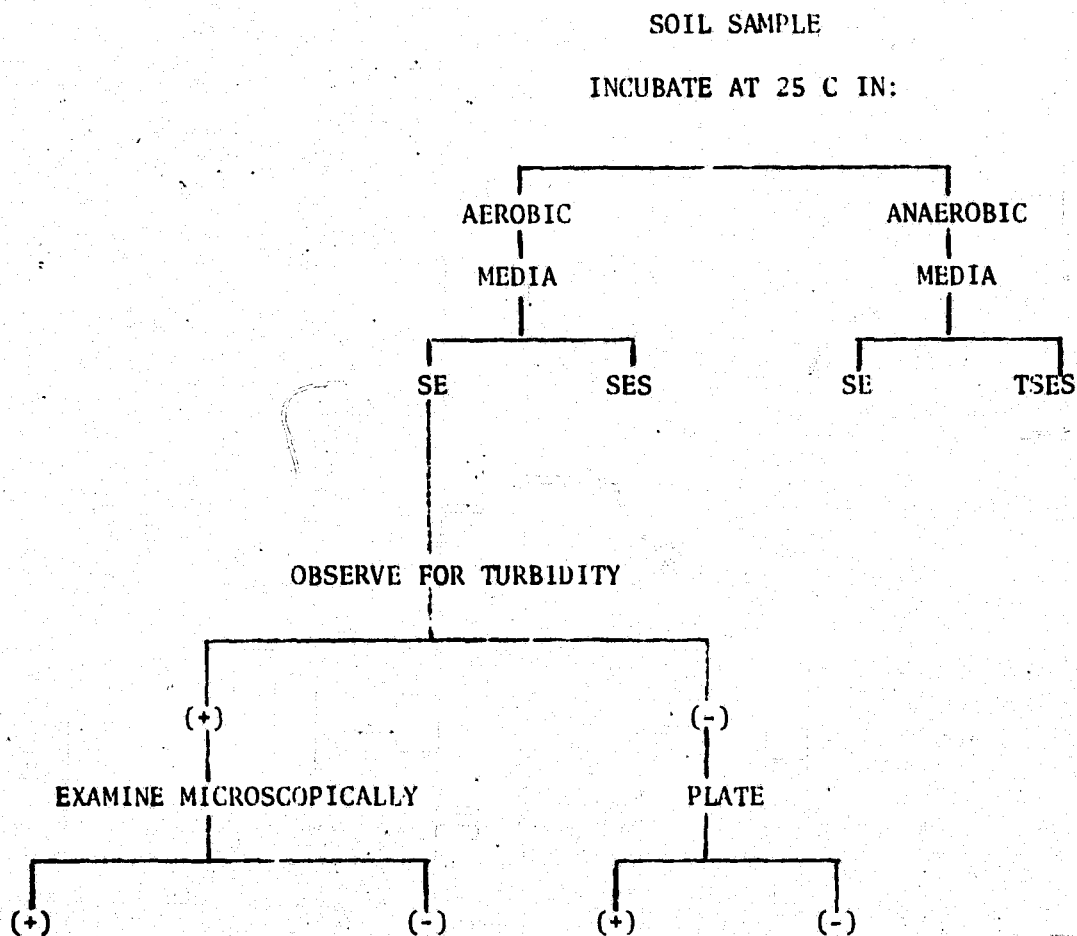 SOIL SAMPLE
INCUBATE AT 25 C IN:
AEROBIC ANAEROBIC
MEDIA MEDIA
SE SES SE TSES
OBSERVE FOR TURBIDITY
(+) (-)
EXAMINE MICROSCOPICALLY PLATE
(+) (-) (+) (-)